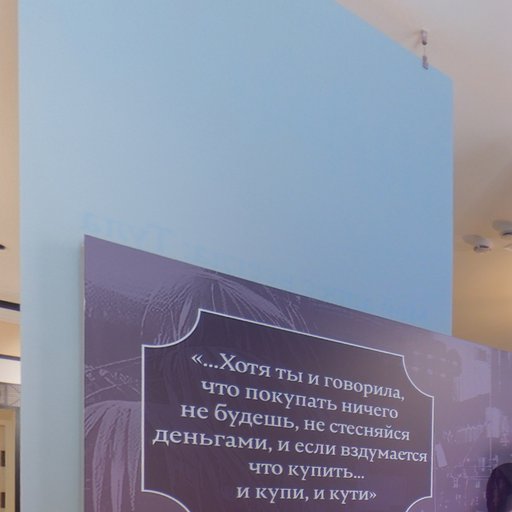 «...Хотя ты и говорила,
что покупать ничего
не будешь, не стесняйся
деньгами, и если вздумается
что купить...
и купи, и кути»